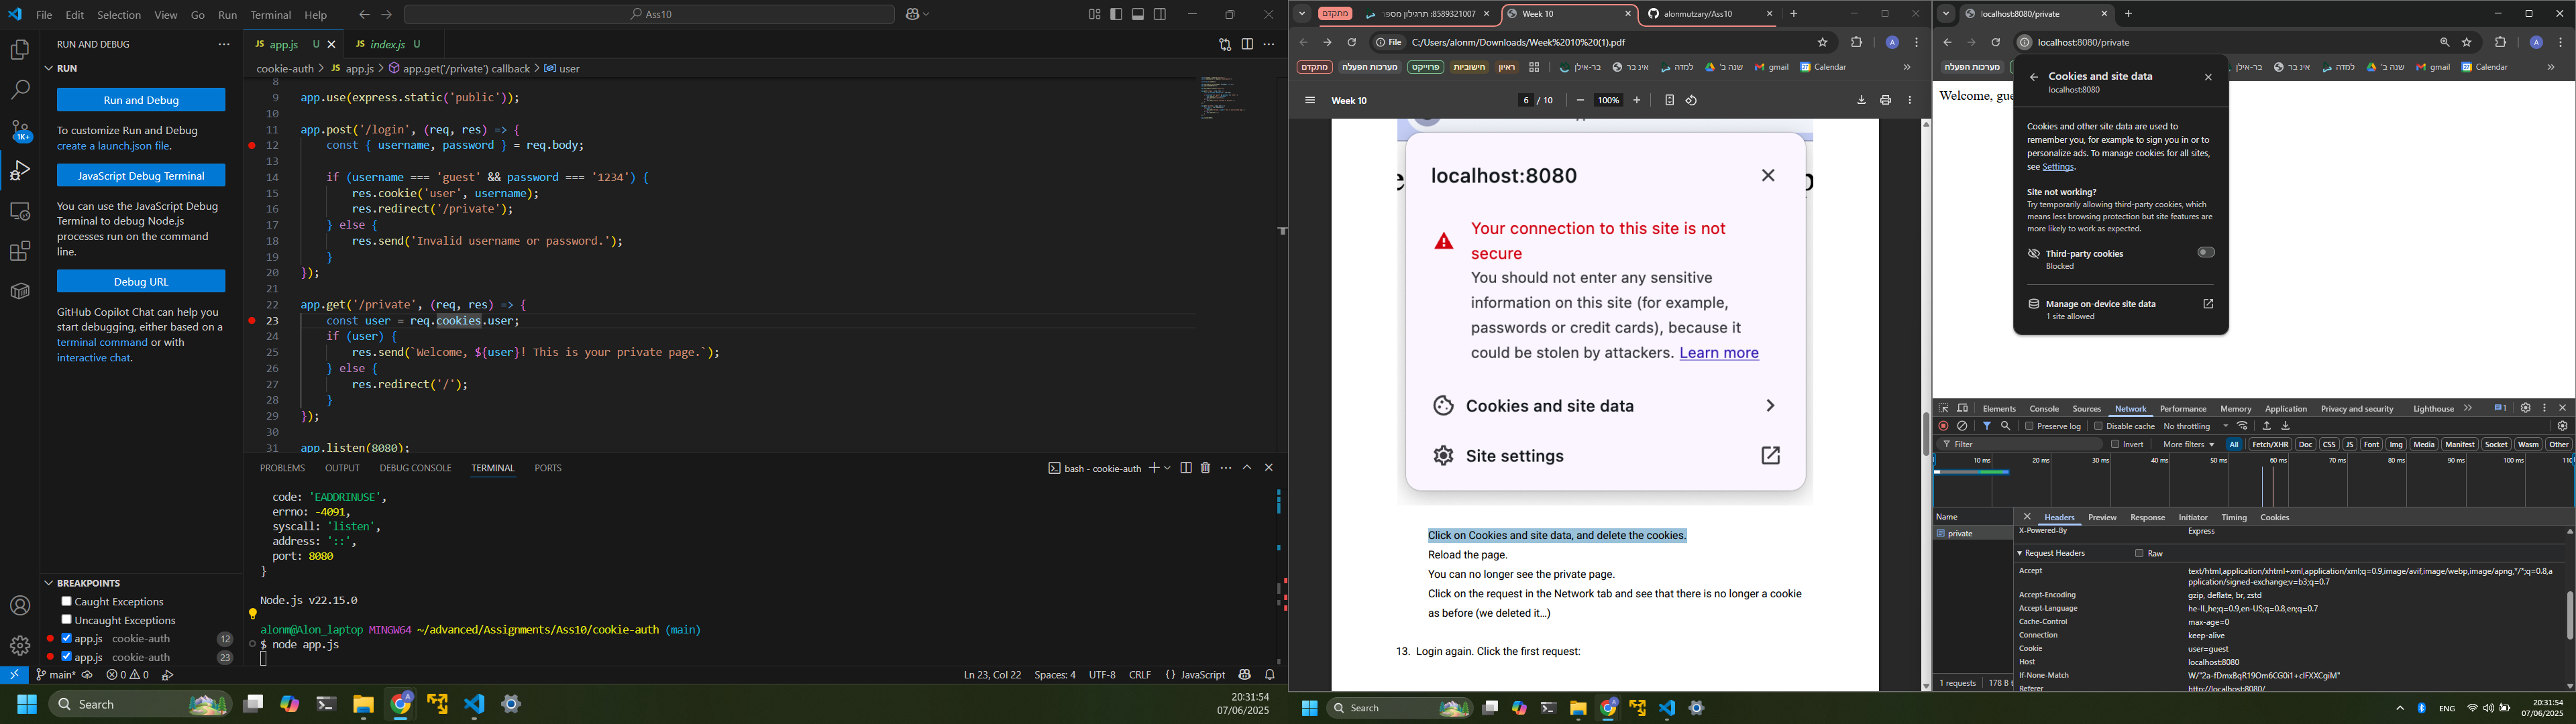 File Edit Selection View Go Run Terminal Help
Ass10
RUN AND DEBUG
RUN
Run and Debug
To customize Run and Debug
create a launch.json file.
JavaScript Debug Terminal
You can use the JavaScript Debug
Terminal to debug Node.js
processes run on the command
line.
Debug URL
GitHub Copilot Chat can help you
start debugging, either based on a
terminal command or with
interactive chat.
1K+
BREAKPOINTS
Caught Exceptions
Uncaught Exceptions
app.js cookie-auth 12
app.js cookie-auth 23
app.js U
index.js U
cookie-auth > app.js > app.get('/private') callback > user
8
9 app.use(express.static('public'));
10
11 app.post('/login', (req, res) => {
12 const { username, password } = req.body;
13
14 if (username === 'guest' && password === '1234') {
15 res.cookie('user', username);
16 res.redirect('/private');
17 } else {
18 res.send('Invalid username or password.');
19 }
20 });
21
22 app.get('/private', (req, res) => {
23 const user = req.cookies.user;
24 if (user) {
25 res.send(`Welcome, ${user}! This is your private page.`);
26 } else {
27 res.redirect('/');
28 }
29 });
30
31 app.listen(8080);
PROBLEMS OUTPUT DEBUG CONSOLE TERMINAL PORTS
bash - cookie-auth
code: 'EADDRINUSE',
errno: -4091,
syscall: 'listen',
address: '::',
port: 8080
}
Node.js v22.15.0
alonm@Alon_laptop MINGW64 ~/advanced/Assignments/Ass10/cookie-auth (main)
$ node app.js
main* 0 0 Ln 23, Col 22 Spaces: 4 UTF-8 CRLF {} JavaScript
Search
20:31:54
07/06/2025
מתקדם
8589321007: תרגילון מספר
Week 10
alonmutzary/Ass10
File C:/Users/alonm/Downloads/Week%2010%20(1).pdf
מתקדם מערכות הפעלה פרוייקט חישוביות ראיון בר-אילן אינ בר למדה שנה ב' gmail Calendar
Week 10
6 / 10
100%
localhost:8080
Your connection to this site is not
secure
You should not enter any sensitive
information on this site (for example,
passwords or credit cards), because it
could be stolen by attackers. Learn more
Cookies and site data
Site settings
Click on Cookies and site data, and delete the cookies.
Reload the page.
You can no longer see the private page.
Click on the request in the Network tab and see that there is no longer a cookie
as before (we deleted it…)
13. Login again. Click the first request:
Search
localhost:8080/private
localhost:8080/private
מערכות הפעלה בר-אילן אינ בר למדה שנה ב' gmail Calendar
Welcome, gue
Cookies and site data
localhost:8080
Cookies and other site data are used to
remember you, for example to sign you in or to
personalize ads. To manage cookies for all sites,
see Settings.
Site not working?
Try temporarily allowing third-party cookies, which
means less browsing protection but site features are
more likely to work as expected.
Third-party cookies
Blocked
Manage on-device site data
1 site allowed
Elements Console Sources Network Performance Memory Application Privacy and security Lighthouse 1
Preserve log Disable cache No throttling
Filter Invert More filters All Fetch/XHR Doc CSS JS Font Img Media Manifest Socket Wasm Other
10 ms 20 ms 30 ms 40 ms 50 ms 60 ms 70 ms 80 ms 90 ms 100 ms 110
Name
private
Headers Preview Response Initiator Timing Cookies
X-Powered-By Express
Request Headers Raw
Accept text/html,application/xhtml+xml,application/xml;q=0.9,image/avif,image/webp,image/apng,*/*;q=0.8,a
pplication/signed-exchange;v=b3;q=0.7
Accept-Encoding gzip, deflate, br, zstd
Accept-Language he-IL,he;q=0.9,en-US;q=0.8,en;q=0.7
Cache-Control max-age=0
Connection keep-alive
Cookie user=guest
Host localhost:8080
If-None-Match
Referer http://localhost:8080/
1 requests 178 B t
ENG
20:31:54
07/06/2025